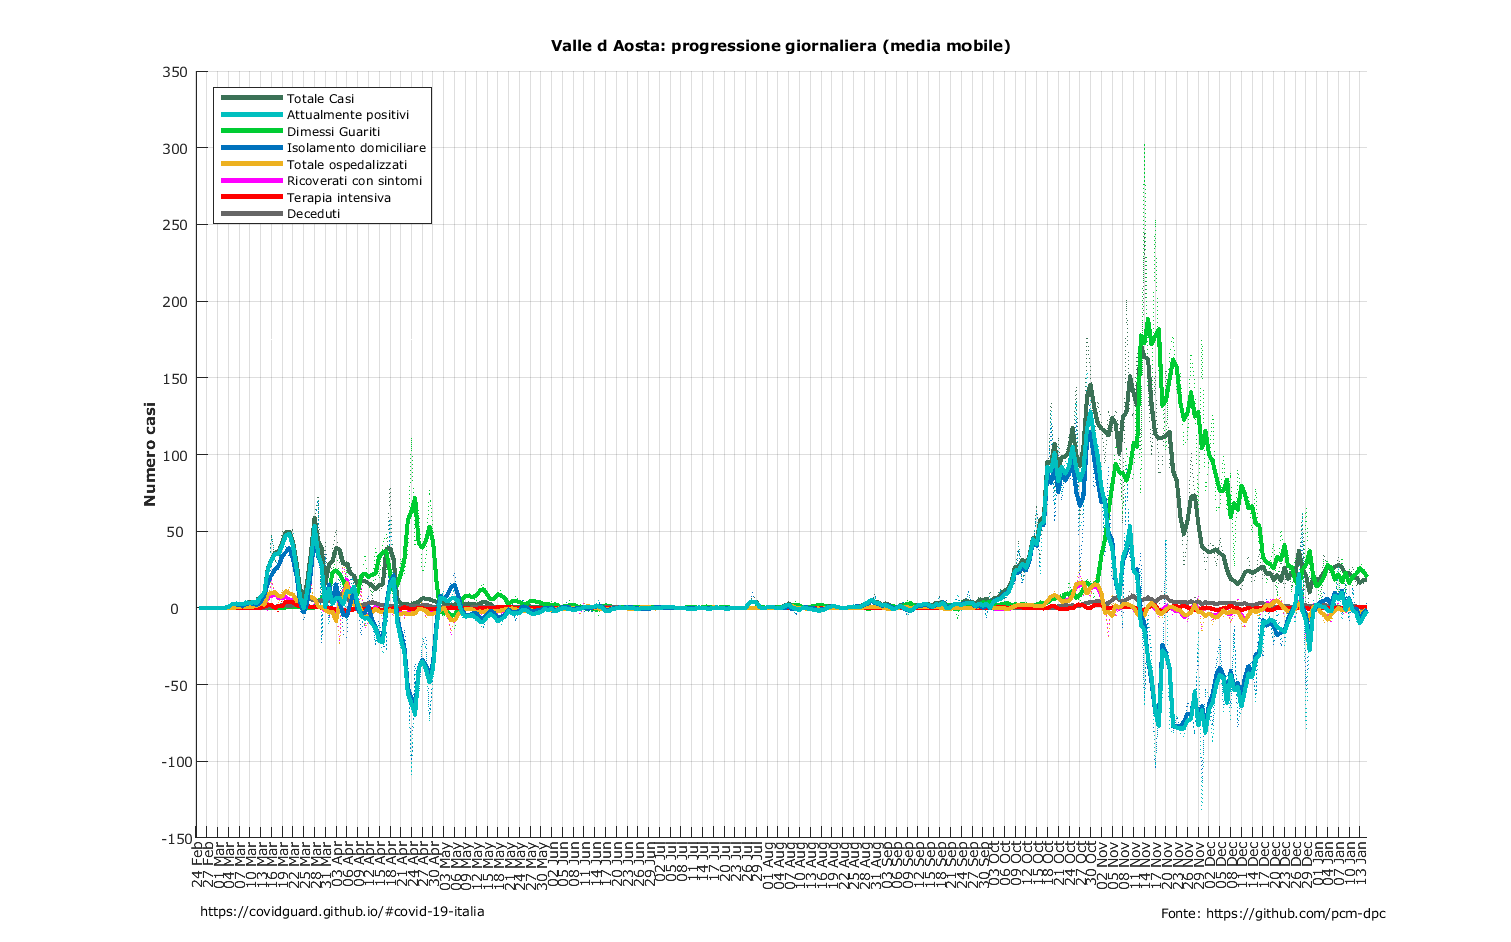 Valle d Aosta: progressione giornaliera (media mobile)
Numero casi
350
300
250
200
150
100
50
0
-50
-100
-150
Totale Casi
Attualmente positivi
Dimessi Guariti
Isolamento domiciliare
Totale ospedalizzati
Ricoverati con sintomi
Terapia intensiva
Deceduti
24 Feb
27 Feb
01 Mar
04 Mar
07 Mar
10 Mar
13 Mar
16 Mar
19 Mar
22 Mar
25 Mar
28 Mar
31 Mar
03 Apr
06 Apr
09 Apr
12 Apr
15 Apr
18 Apr
21 Apr
24 Apr
27 Apr
30 Apr
03 May
06 May
09 May
12 May
15 May
18 May
21 May
24 May
27 May
30 May
02 Jun
05 Jun
08 Jun
11 Jun
14 Jun
17 Jun
20 Jun
23 Jun
26 Jun
29 Jun
02 Jul
05 Jul
08 Jul
11 Jul
14 Jul
17 Jul
20 Jul
23 Jul
26 Jul
29 Jul
01 Aug
04 Aug
07 Aug
10 Aug
13 Aug
16 Aug
19 Aug
22 Aug
25 Aug
28 Aug
31 Aug
03 Sep
06 Sep
09 Sep
12 Sep
15 Sep
18 Sep
21 Sep
24 Sep
27 Sep
30 Sep
03 Oct
06 Oct
09 Oct
12 Oct
15 Oct
18 Oct
21 Oct
24 Oct
27 Oct
30 Oct
02 Nov
05 Nov
08 Nov
11 Nov
14 Nov
17 Nov
20 Nov
23 Nov
26 Nov
29 Nov
02 Dec
05 Dec
08 Dec
11 Dec
14 Dec
17 Dec
20 Dec
23 Dec
26 Dec
29 Dec
01 Jan
04 Jan
07 Jan
10 Jan
13 Jan
https://covidguard.github.io/#covid-19-italia
Fonte: https://github.com/pcm-dpc